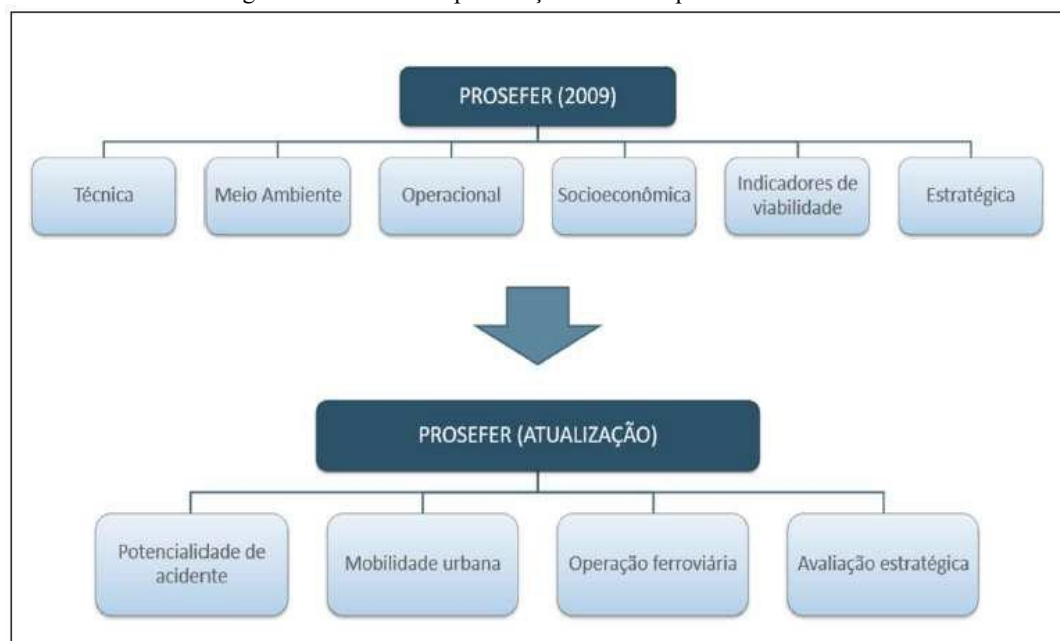 PROSEFER (2009)
Técnica
Meio Ambiente
Operacional
Socioeconômica
Indicadores de
viabilidade
Estratégica
PROSEFER (ATUALIZAÇÃO)
Potencialidade de
acidente
Mobilidade urbana
Operação ferroviária
Avaliação estratégica